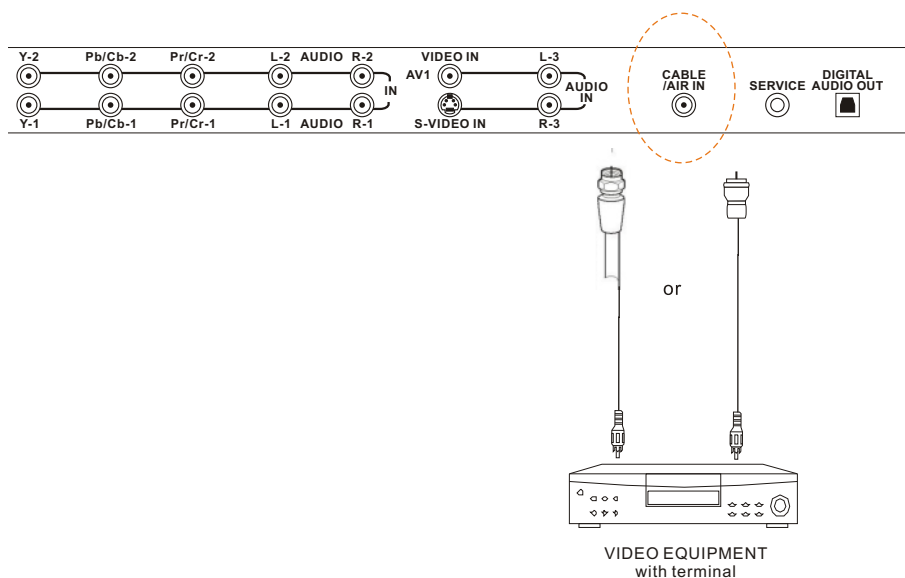 Y-2 Pb/Cb-2 Pr/Cr-2 L-2 AUDIO R-2 VIDEO IN L-3
AV1
IN
AUDIO
IN
CABLE
/AIR IN
SERVICE
DIGITAL
AUDIO OUT
Y-1 Pb/Cb-1 Pr/Cr-1 L-1 AUDIO R-1 S-VIDEO IN R-3
or
VIDEO EQUIPMENT
with terminal